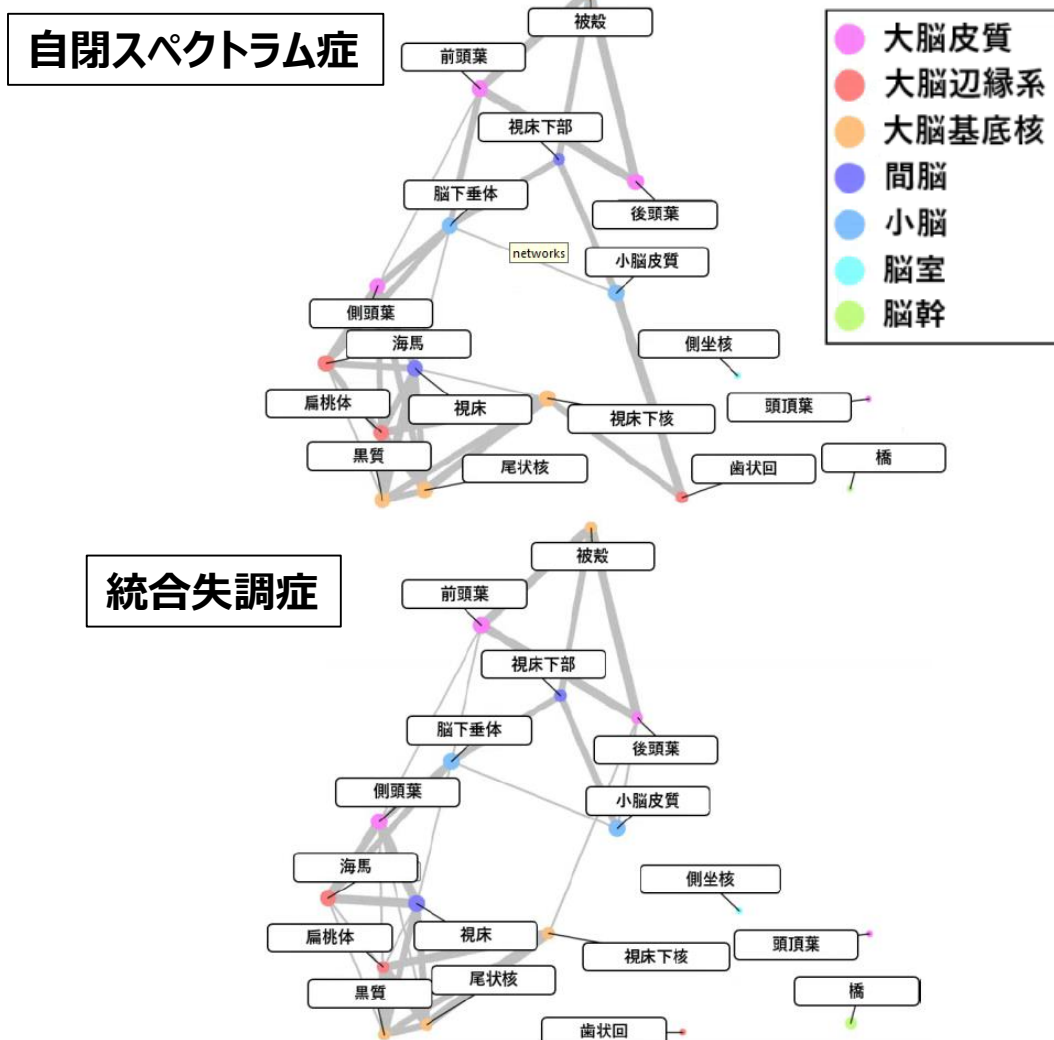 自閉スペクトラム症
被殻
前頭葉
視床下部
脳下垂体
後頭葉
networks
小脳皮質
側頭葉
海馬
側坐核
扁桃体
視床
視床下核
頭頂葉
黒質
尾状核
歯状回
橋
大脳皮質
大脳辺縁系
大脳基底核
間脳
小脳
脳室
脳幹
統合失調症
被殻
前頭葉
視床下部
脳下垂体
後頭葉
側頭葉
小脳皮質
海馬
側坐核
扁桃体
視床
視床下核
頭頂葉
黒質
尾状核
橋
歯状回